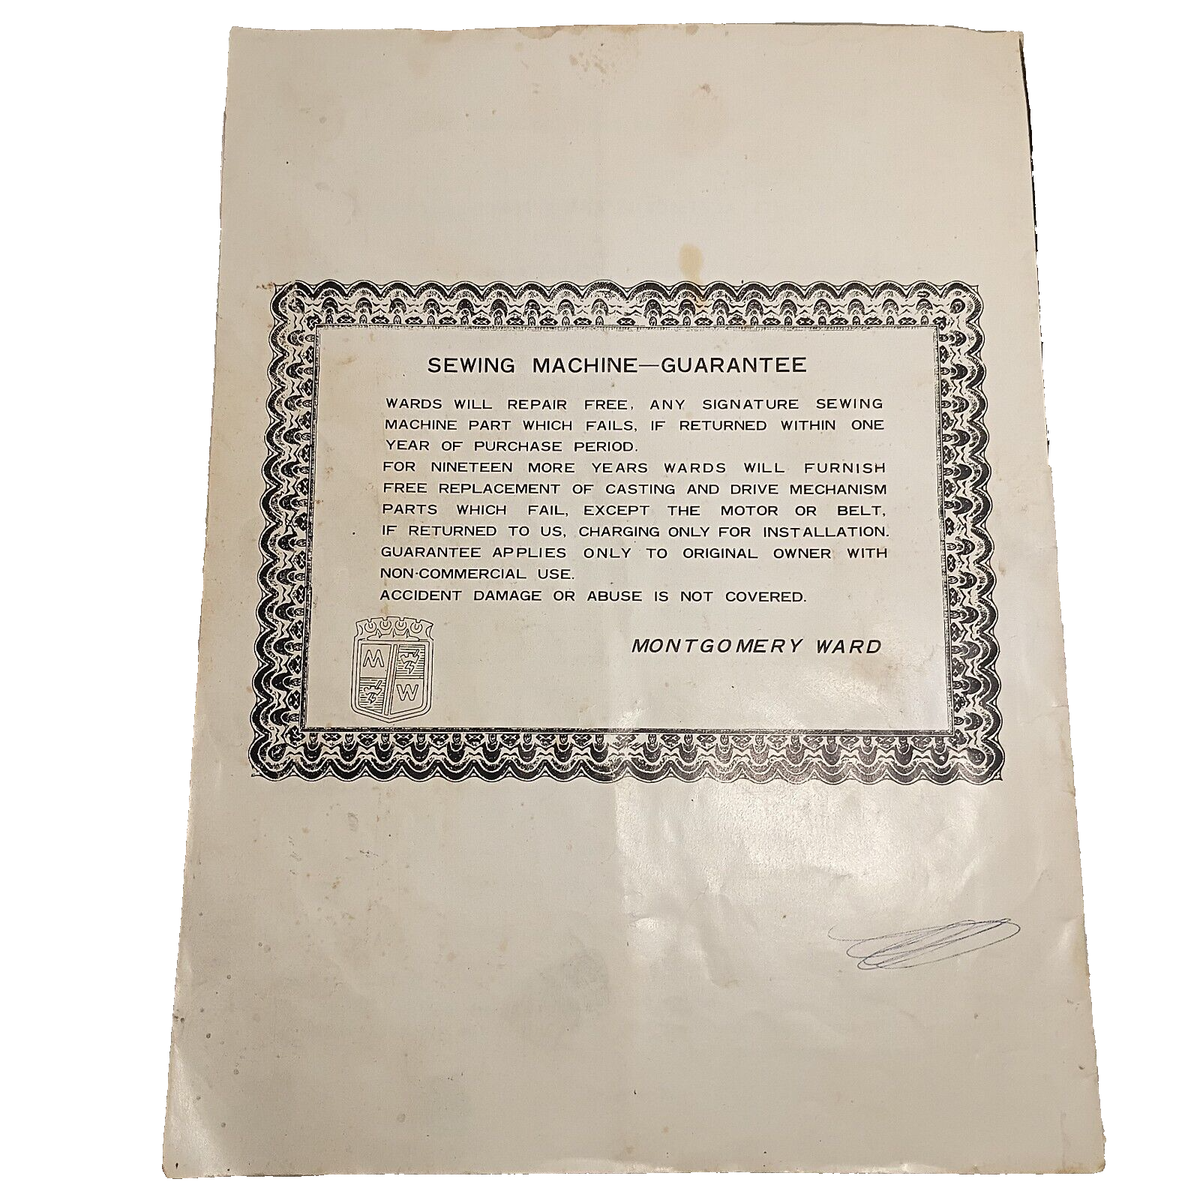 SEWING MACHINE—GUARANTEE
WARDS WILL REPAIR FREE, ANY SIGNATURE SEWING
MACHINE PART WHICH FAILS, IF RETURNED WITHIN ONE
YEAR OF PURCHASE PERIOD.
FOR NINETEEN MORE YEARS WARDS WILL FURNISH
FREE REPLACEMENT OF CASTING AND DRIVE MECHANISM
PARTS WHICH FAIL, EXCEPT THE MOTOR OR BELT,
IF RETURNED TO US, CHARGING ONLY FOR INSTALLATION.
GUARANTEE APPLIES ONLY TO ORIGINAL OWNER WITH
NON-COMMERCIAL USE.
ACCIDENT DAMAGE OR ABUSE IS NOT COVERED.
MONTGOMERY WARD
M
W